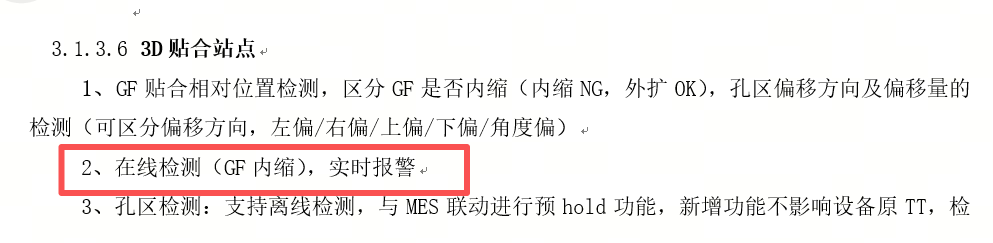 3.1.3.6 3D 贴合站点
1、GF 贴合相对位置检测，区分 GF 是否内缩（内缩 NG，外扩 OK），孔区偏移方向及偏移量的
检测（可区分偏移方向，左偏/右偏/上偏/下偏/角度偏）
2、在线检测（GF 内缩），实时报警
3、孔区检测：支持离线检测，与 MES 联动进行预 hold 功能，新增功能不影响设备原 TT，检